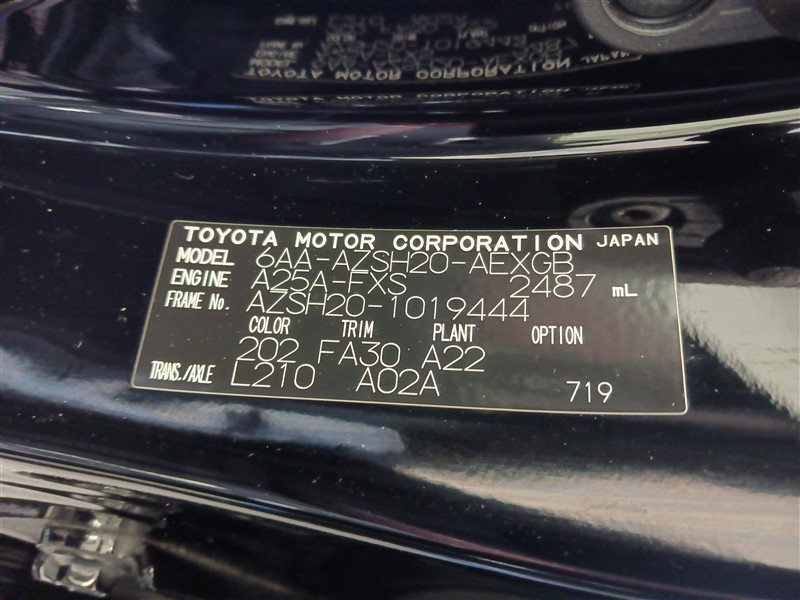 TOYOTA MOTOR CORPORATION JAPAN
MODEL 6AA-AZSH20-AEXGB
ENGINE A25A-FXS 2487 mL
FRAME No. AZSH20-1019444
COLOR TRIM PLANT OPTION
202 FA30 A22
TRANS./AXLE L210 A02A 719